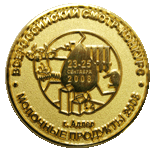 ВСЕРОССИЙСКИЙ СМОТР-КОНКУРС
23-25
СЕНТЯБРЯ
2008
МОЛОЧНЫЕ ПРОДУКТЫ 2008
г. Адлер